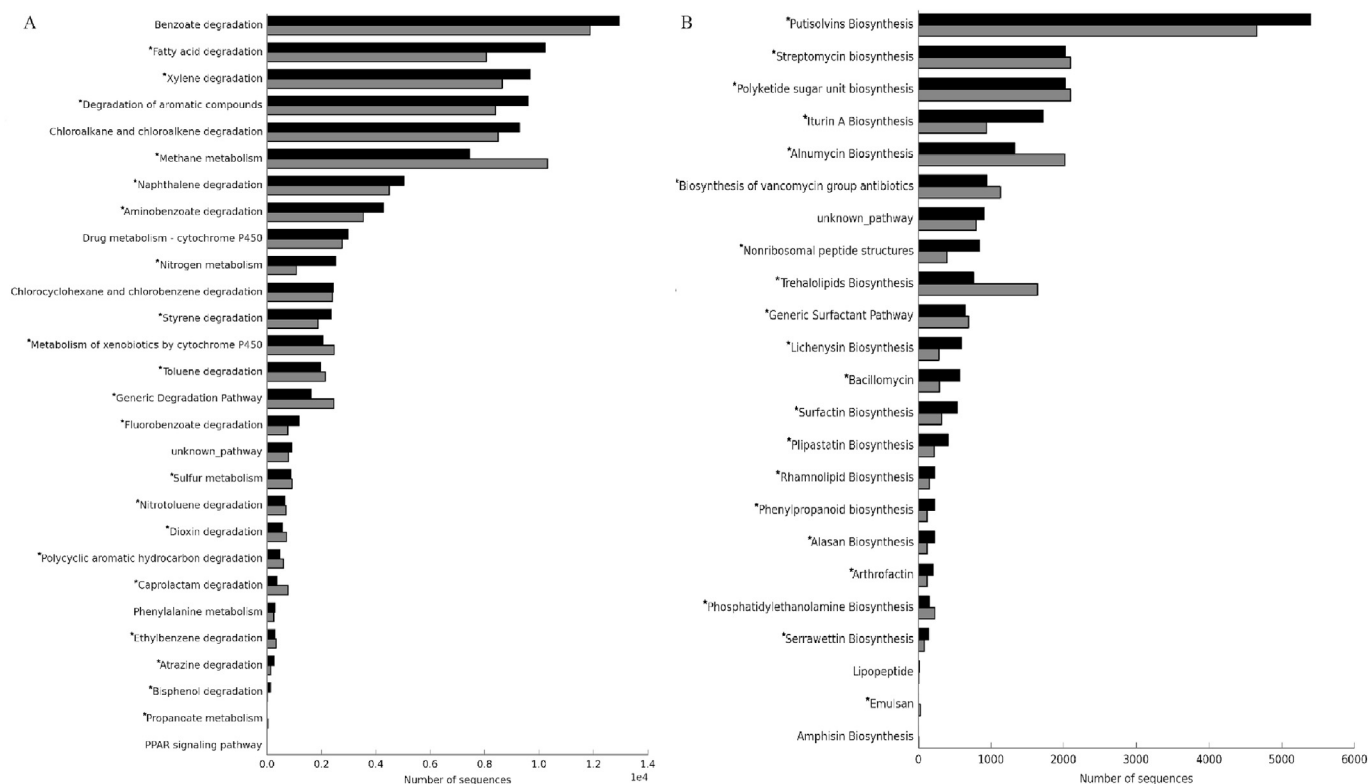 A
Benzoate degradation
*Fatty acid degradation
*Xylene degradation
*Degradation of aromatic compounds
Chloroalkane and chloroalkene degradation
*Methane metabolism
*Naphthalene degradation
*Aminobenzoate degradation
Drug metabolism - cytochrome P450
*Nitrogen metabolism
Chlorocyclohexane and chlorobenzene degradation
*Styrene degradation
*Metabolism of xenobiotics by cytochrome P450
*Toluene degradation
*Generic Degradation Pathway
*Fluorobenzoate degradation
unknown_pathway
*Sulfur metabolism
*Nitrotoluene degradation
*Dioxin degradation
*Polycyclic aromatic hydrocarbon degradation
*Caprolactam degradation
Phenylalanine metabolism
*Ethylbenzene degradation
*Atrazine degradation
*Bisphenol degradation
*Propanoate metabolism
PPAR signaling pathway
0.0 0.2 0.4 0.6 0.8 1.0 1.2 1.4
1e4
Number of sequences
B
*Putisolvins Biosynthesis
*Streptomycin biosynthesis
*Polyketide sugar unit biosynthesis
*Iturin A Biosynthesis
*Alnumycin Biosynthesis
*Biosynthesis of vancomycin group antibiotics
unknown_pathway
*Nonribosomal peptide structures
*Trehalolipids Biosynthesis
*Generic Surfactant Pathway
*Lichenysin Biosynthesis
*Bacillomycin
*Surfactin Biosynthesis
*Plipastatin Biosynthesis
*Rhamnolipid Biosynthesis
*Phenylpropanoid biosynthesis
*Alasan Biosynthesis
*Arthrofactin
*Phosphatidylethanolamine Biosynthesis
*Serrawettin Biosynthesis
Lipopeptide
*Emulsan
Amphisin Biosynthesis
0 1000 2000 3000 4000 5000 6000
Number of sequences